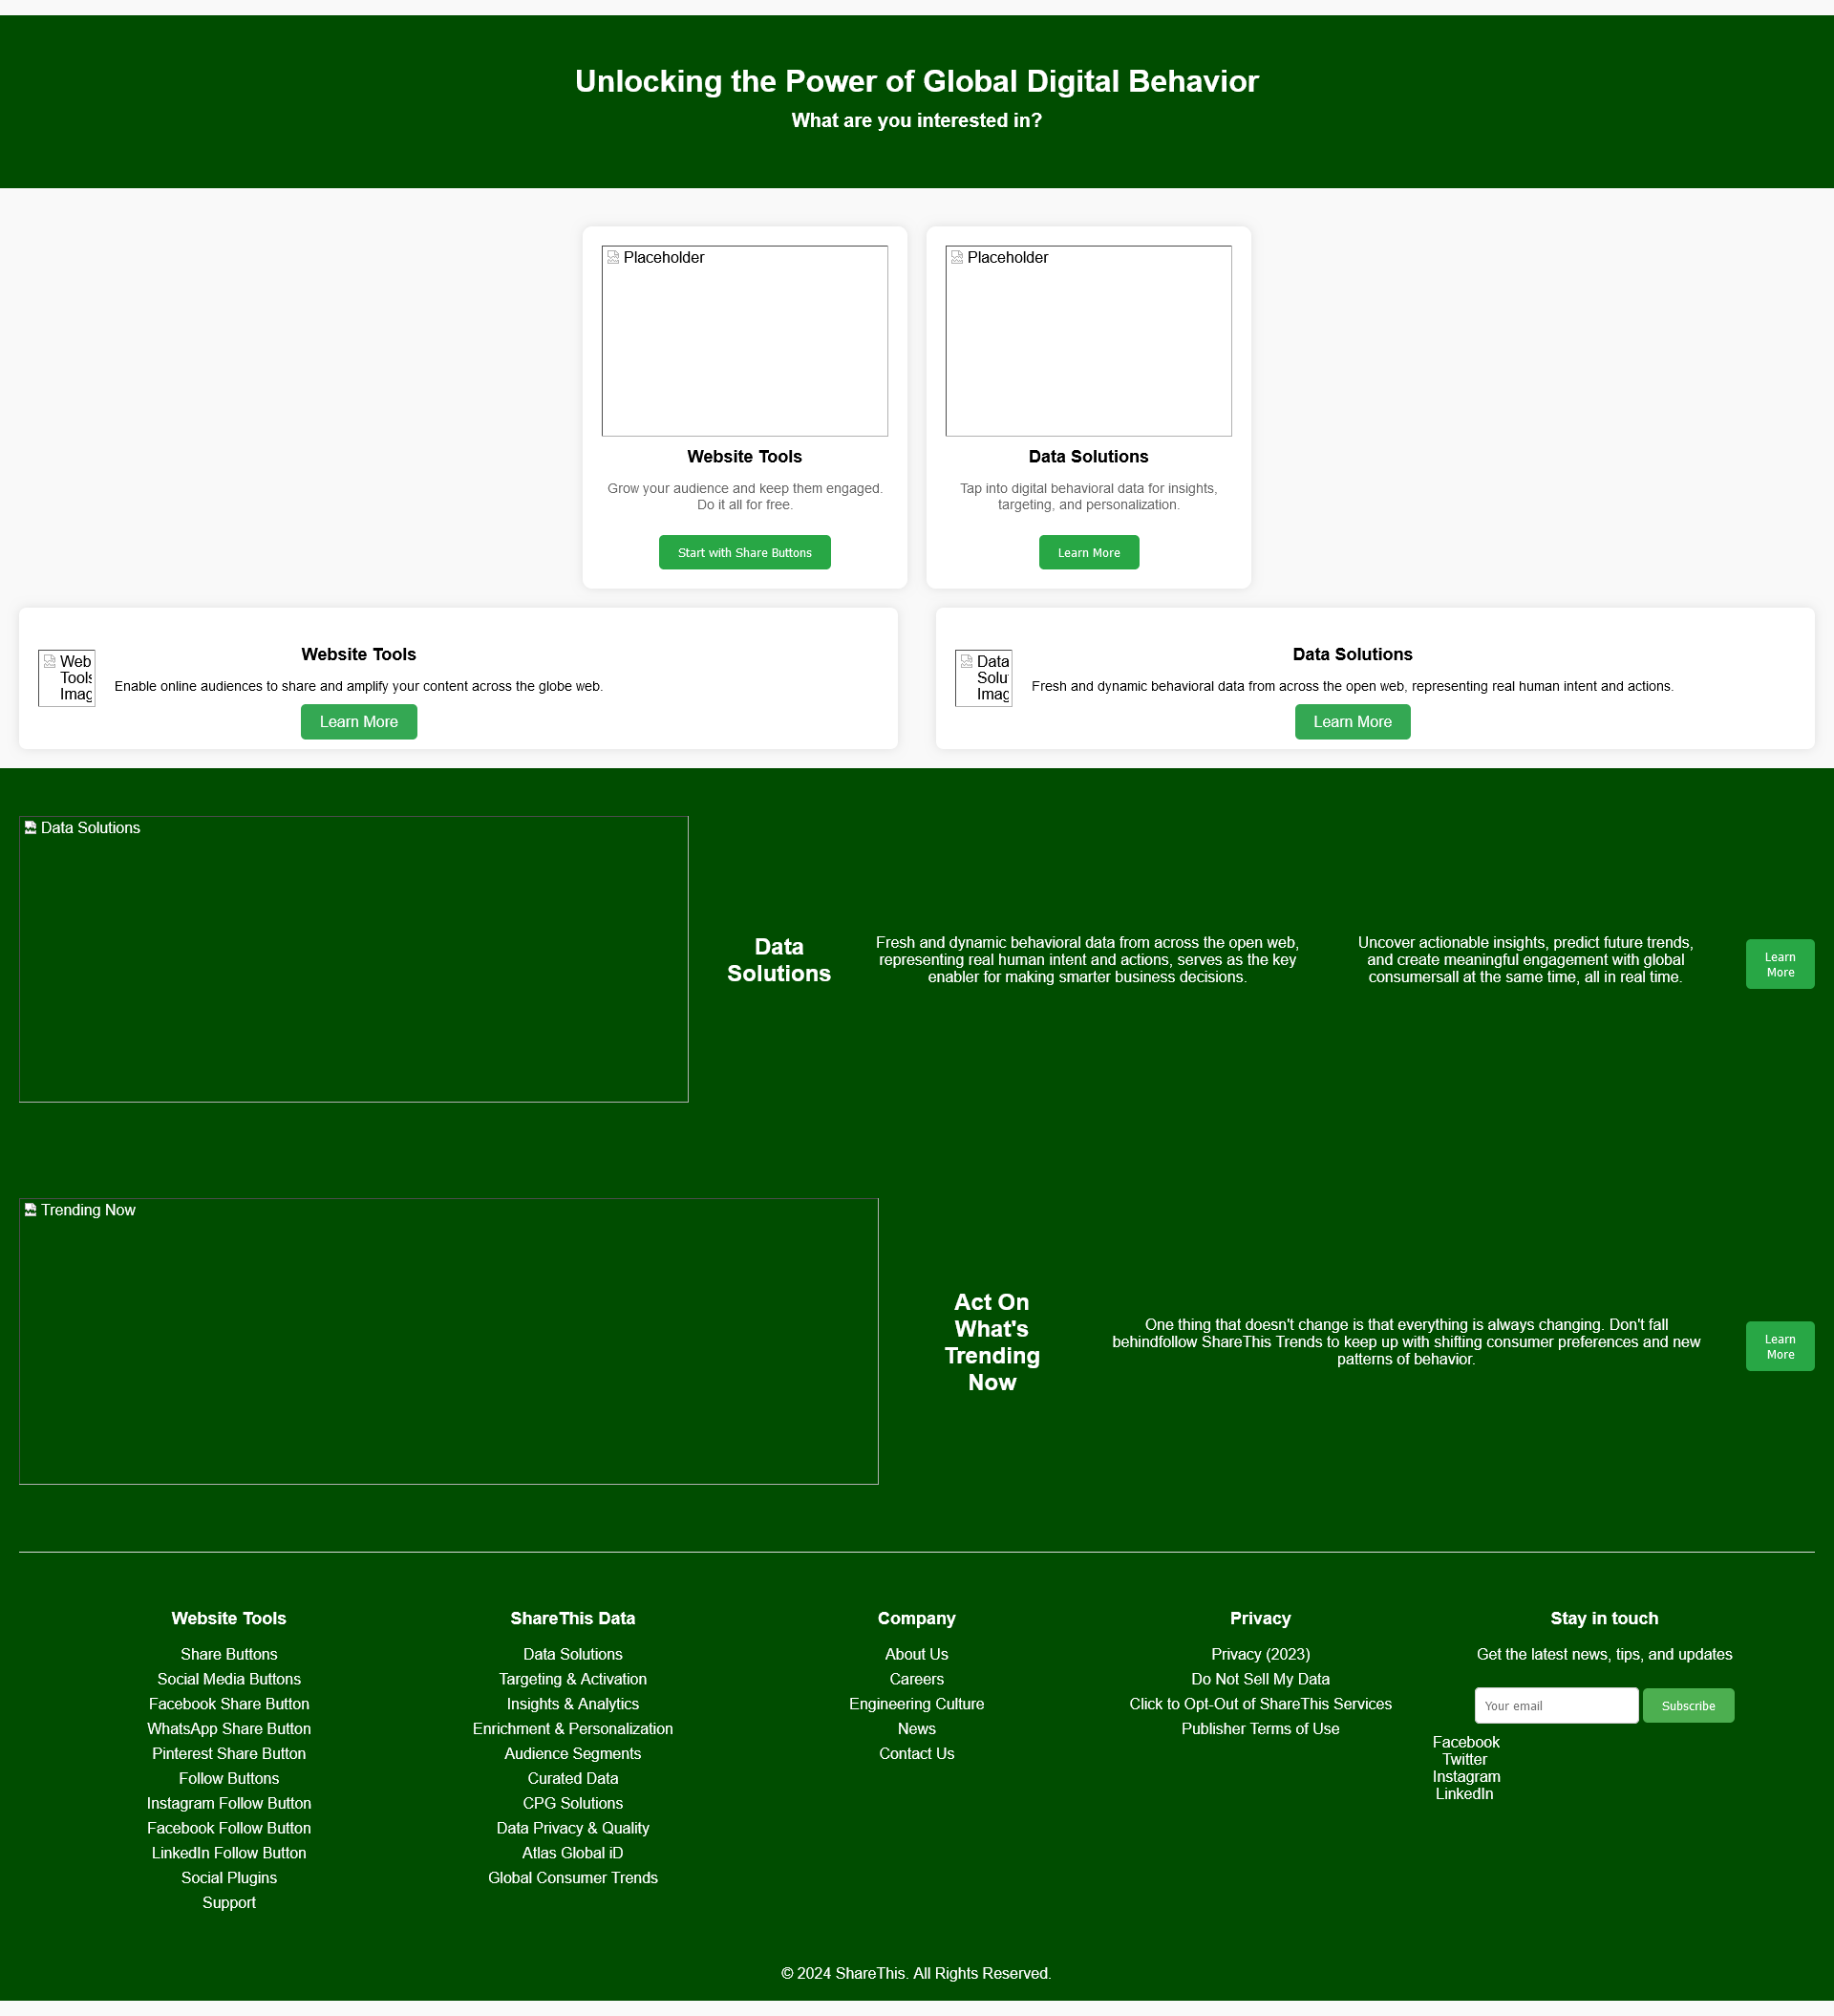 Unlocking the Power of Global Digital Behavior
What are you interested in?
Placeholder
Website Tools
Grow your audience and keep them engaged.
Do it all for free.
Start with Share Buttons
Placeholder
Data Solutions
Tap into digital behavioral data for insights,
targeting, and personalization.
Learn More
Web
Tools
Imag
Website Tools
Enable online audiences to share and amplify your content across the globe web.
Learn More
Data
Solu
Imag
Data Solutions
Fresh and dynamic behavioral data from across the open web, representing real human intent and actions.
Learn More
Data Solutions
Data
Solutions
Fresh and dynamic behavioral data from across the open web,
representing real human intent and actions, serves as the key
enabler for making smarter business decisions.
Uncover actionable insights, predict future trends,
and create meaningful engagement with global
consumersall at the same time, all in real time.
Learn
More
Trending Now
Act On
What's
Trending
Now
One thing that doesn't change is that everything is always changing. Don't fall
behindfollow ShareThis Trends to keep up with shifting consumer preferences and new
patterns of behavior.
Learn
More
Website Tools
Share Buttons
Social Media Buttons
Facebook Share Button
WhatsApp Share Button
Pinterest Share Button
Follow Buttons
Instagram Follow Button
Facebook Follow Button
LinkedIn Follow Button
Social Plugins
Support
ShareThis Data
Data Solutions
Targeting & Activation
Insights & Analytics
Enrichment & Personalization
Audience Segments
Curated Data
CPG Solutions
Data Privacy & Quality
Atlas Global iD
Global Consumer Trends
Company
About Us
Careers
Engineering Culture
News
Contact Us
Privacy
Privacy (2023)
Do Not Sell My Data
Click to Opt-Out of ShareThis Services
Publisher Terms of Use
Stay in touch
Get the latest news, tips, and updates
Your email
Subscribe
Facebook
Twitter
Instagram
LinkedIn
© 2024 ShareThis. All Rights Reserved.